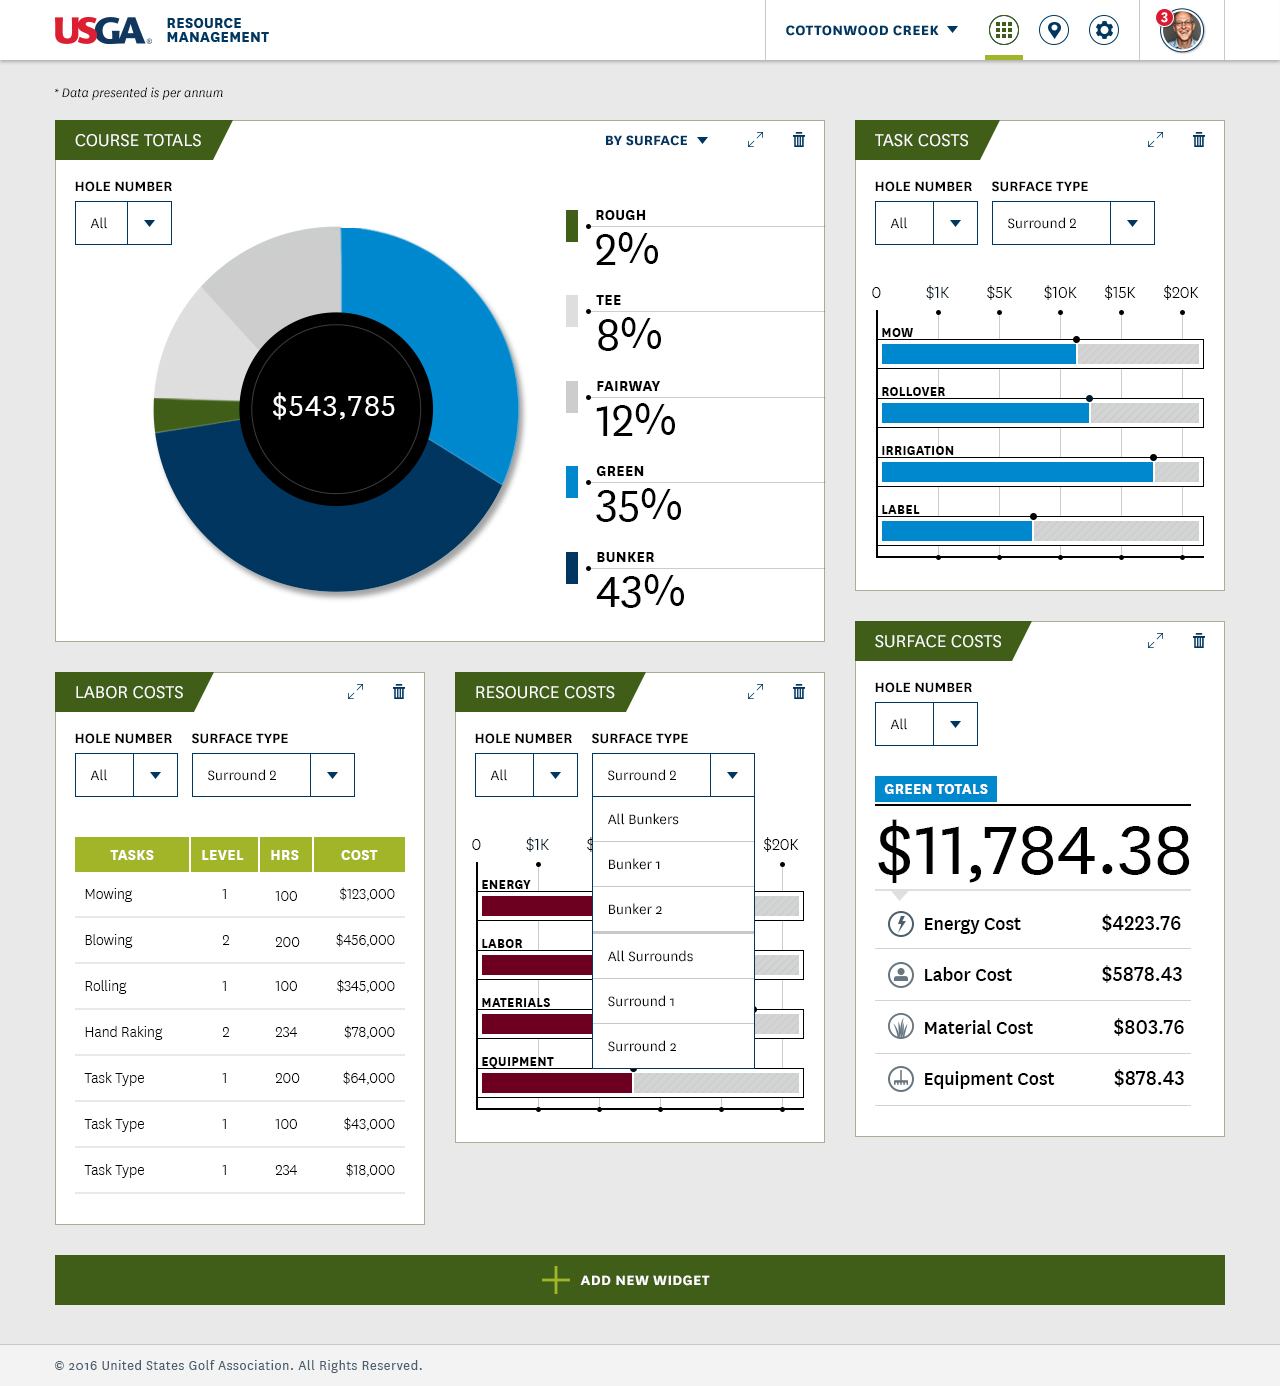 USGA® RESOURCE
MANAGEMENT
COTTONWOOD CREEK
3
* Data presented is per annum
COURSE TOTALS
BY SURFACE
HOLE NUMBER
All
$543,785
ROUGH
2%
TEE
8%
FAIRWAY
12%
GREEN
35%
BUNKER
43%
TASK COSTS
HOLE NUMBER SURFACE TYPE
All Surround 2
0 $1K $5K $10K $15K $20K
MOW
ROLLOVER
IRRIGATION
LABEL
LABOR COSTS
HOLE NUMBER SURFACE TYPE
All Surround 2
TASKS LEVEL HRS COST
Mowing 1 100 $123,000
Blowing 2 200 $456,000
Rolling 1 100 $345,000
Hand Raking 2 234 $78,000
Task Type 1 200 $64,000
Task Type 1 100 $43,000
Task Type 1 234 $18,000
RESOURCE COSTS
HOLE NUMBER SURFACE TYPE
All Surround 2
All Bunkers
Bunker 1
Bunker 2
All Surrounds
Surround 1
Surround 2
0 $1K $ $20K
ENERGY
LABOR
MATERIALS
EQUIPMENT
SURFACE COSTS
HOLE NUMBER
All
GREEN TOTALS
$11,784.38
Energy Cost $4223.76
Labor Cost $5878.43
Material Cost $803.76
Equipment Cost $878.43
ADD NEW WIDGET
© 2016 United States Golf Association. All Rights Reserved.